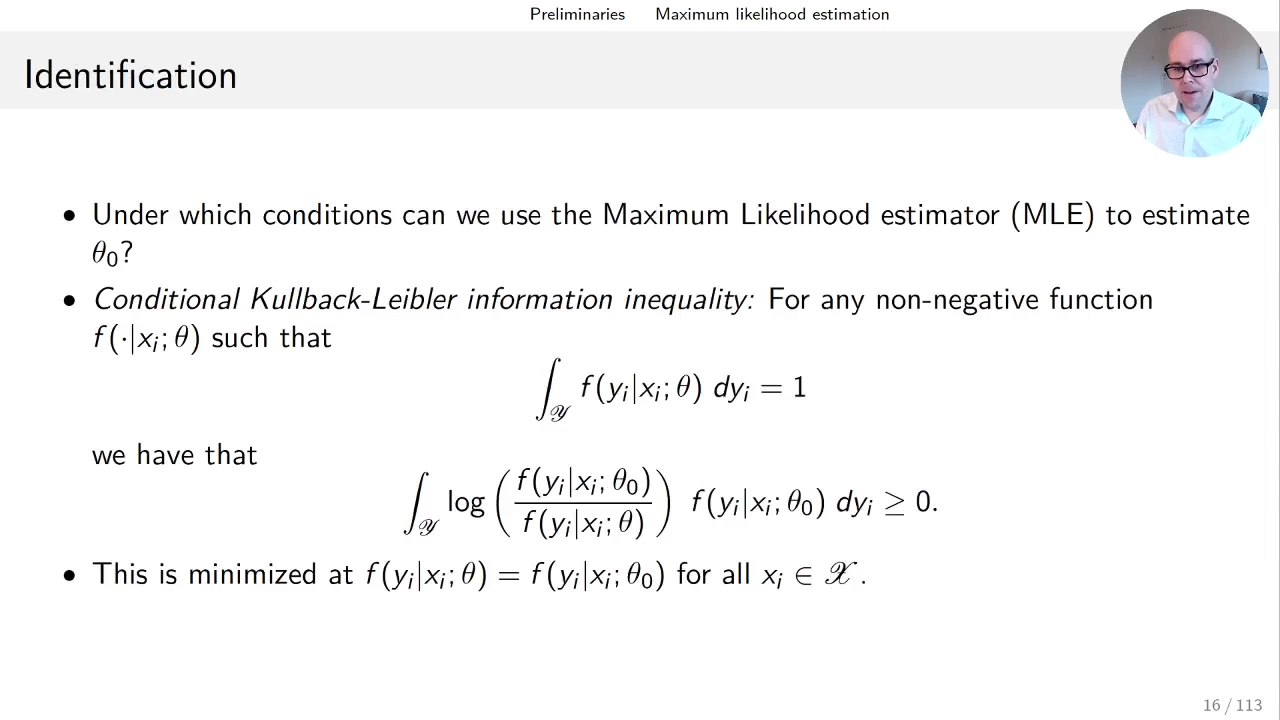 Preliminaries Maximum likelihood estimation
Identification
• Under which conditions can we use the Maximum Likelihood estimator (MLE) to estimate
θ₀?
• Conditional Kullback-Leibler information inequality: For any non-negative function
f(·|xᵢ; θ) such that
∫_𝒴 f(yᵢ|xᵢ; θ) dyᵢ = 1
we have that
∫_𝒴 log ( f(yᵢ|xᵢ; θ₀) / f(yᵢ|xᵢ; θ) ) f(yᵢ|xᵢ; θ₀) dyᵢ ≥ 0.
• This is minimized at f(yᵢ|xᵢ; θ) = f(yᵢ|xᵢ; θ₀) for all xᵢ ∈ 𝒳.
16 / 113